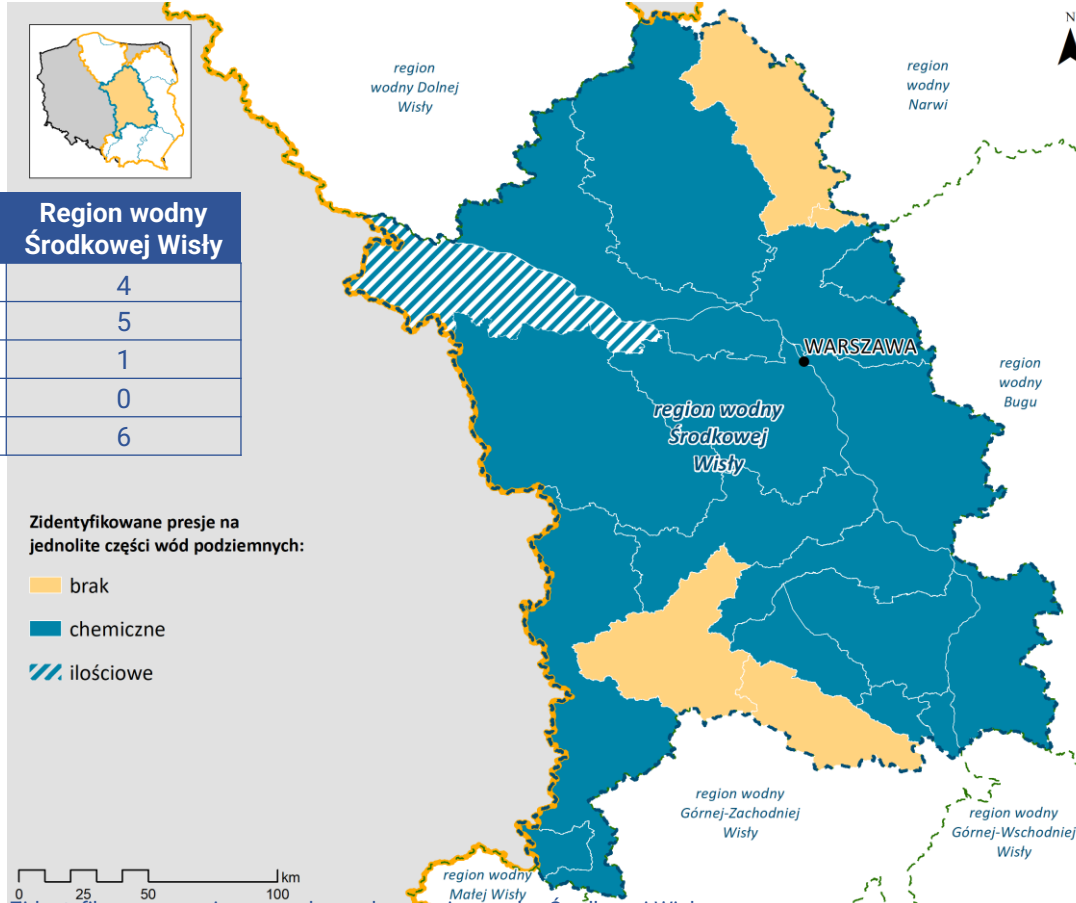 N
region
wodny Dolnej
Wisły
region
wodny
Narwi
Region wodny
Środkowej Wisły
4
5
1
0
6
WARSZAWA
region
wodny
Bugu
region wodny
Środkowej
Wisły
Zidentyfikowane presje na
jednolite części wód podziemnych:
brak
chemiczne
ilościowe
region wodny
Górnej-Zachodniej
Wisły
region wodny
Górnej-Wschodniej
Wisły
region wodny
Małej Wisły
km
0 25 50 100